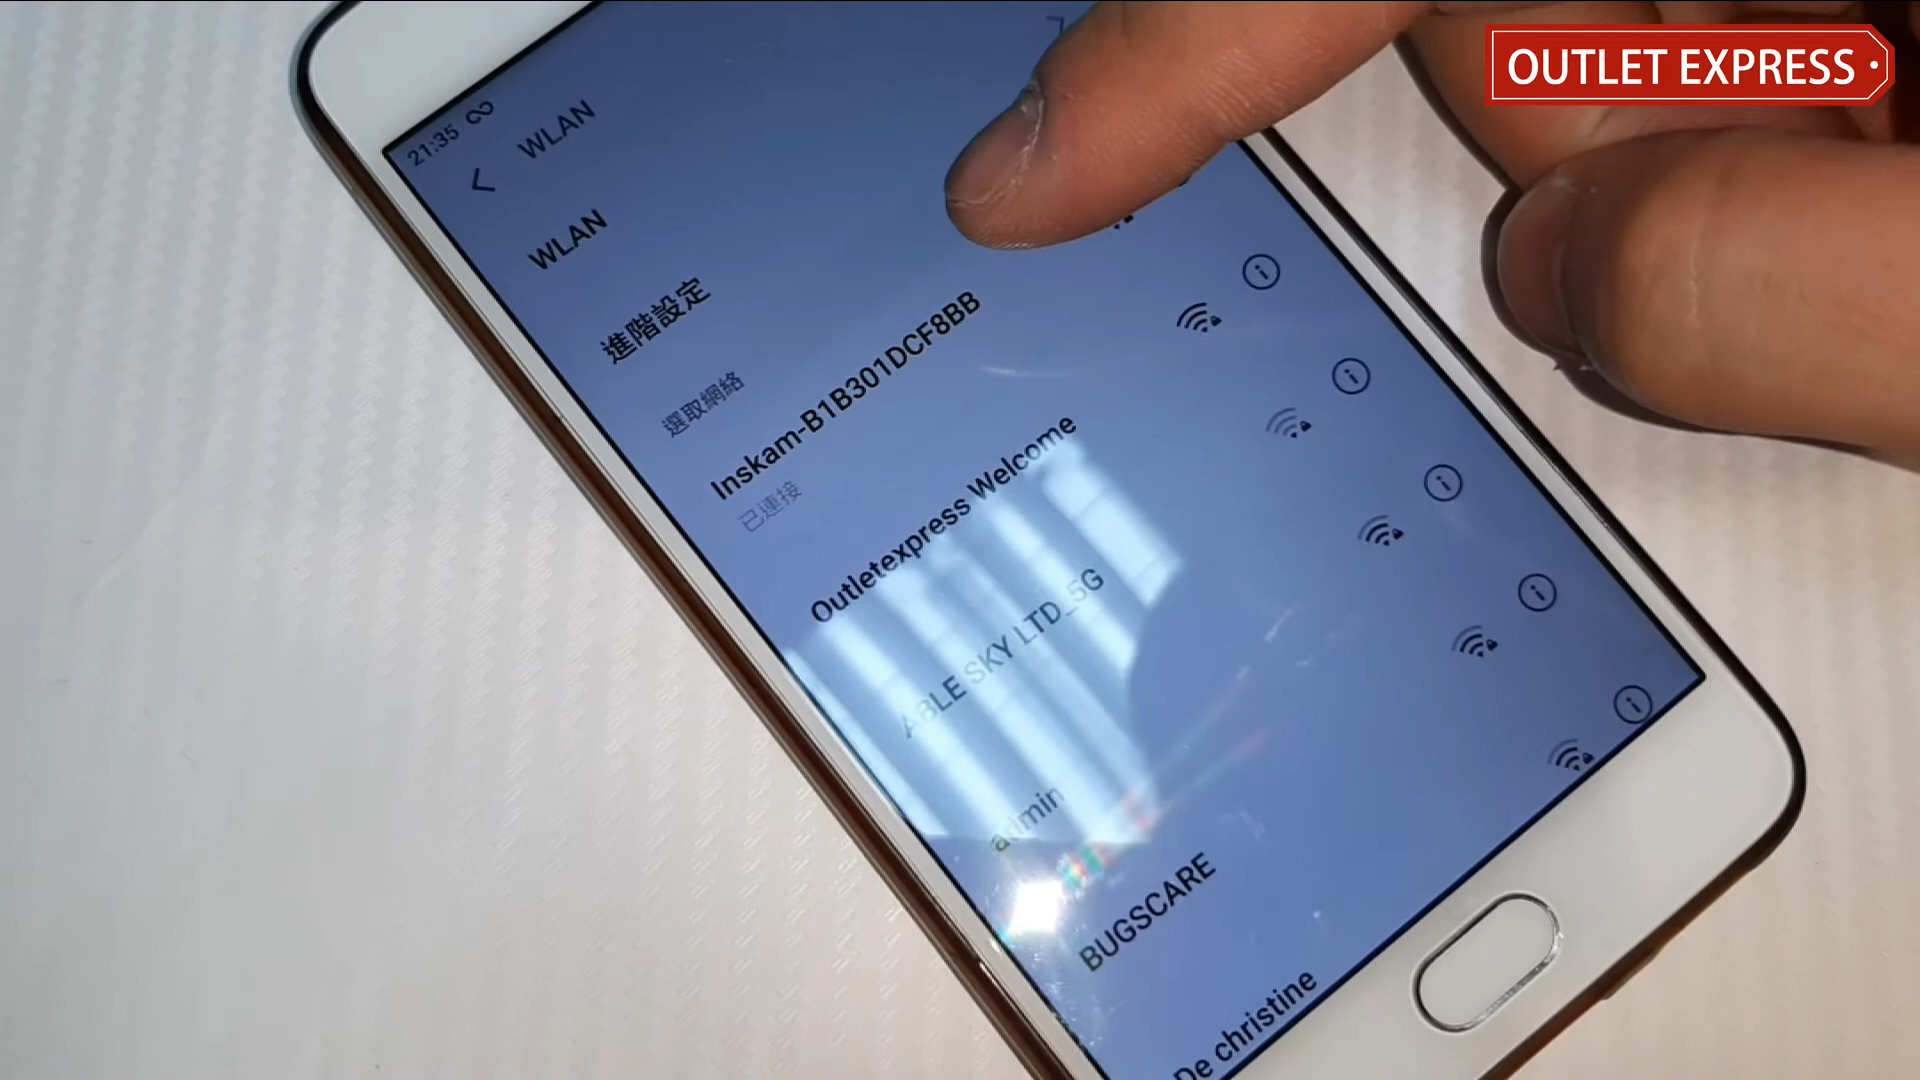 OUTLET EXPRESS
21:35
WLAN
WLAN
進階設定
選取網絡
Inskam-B1B301DCF8BB
已連接
Outletexpress Welcome
ABLE SKY LTD_5G
admin
BUGSCARE
De christine